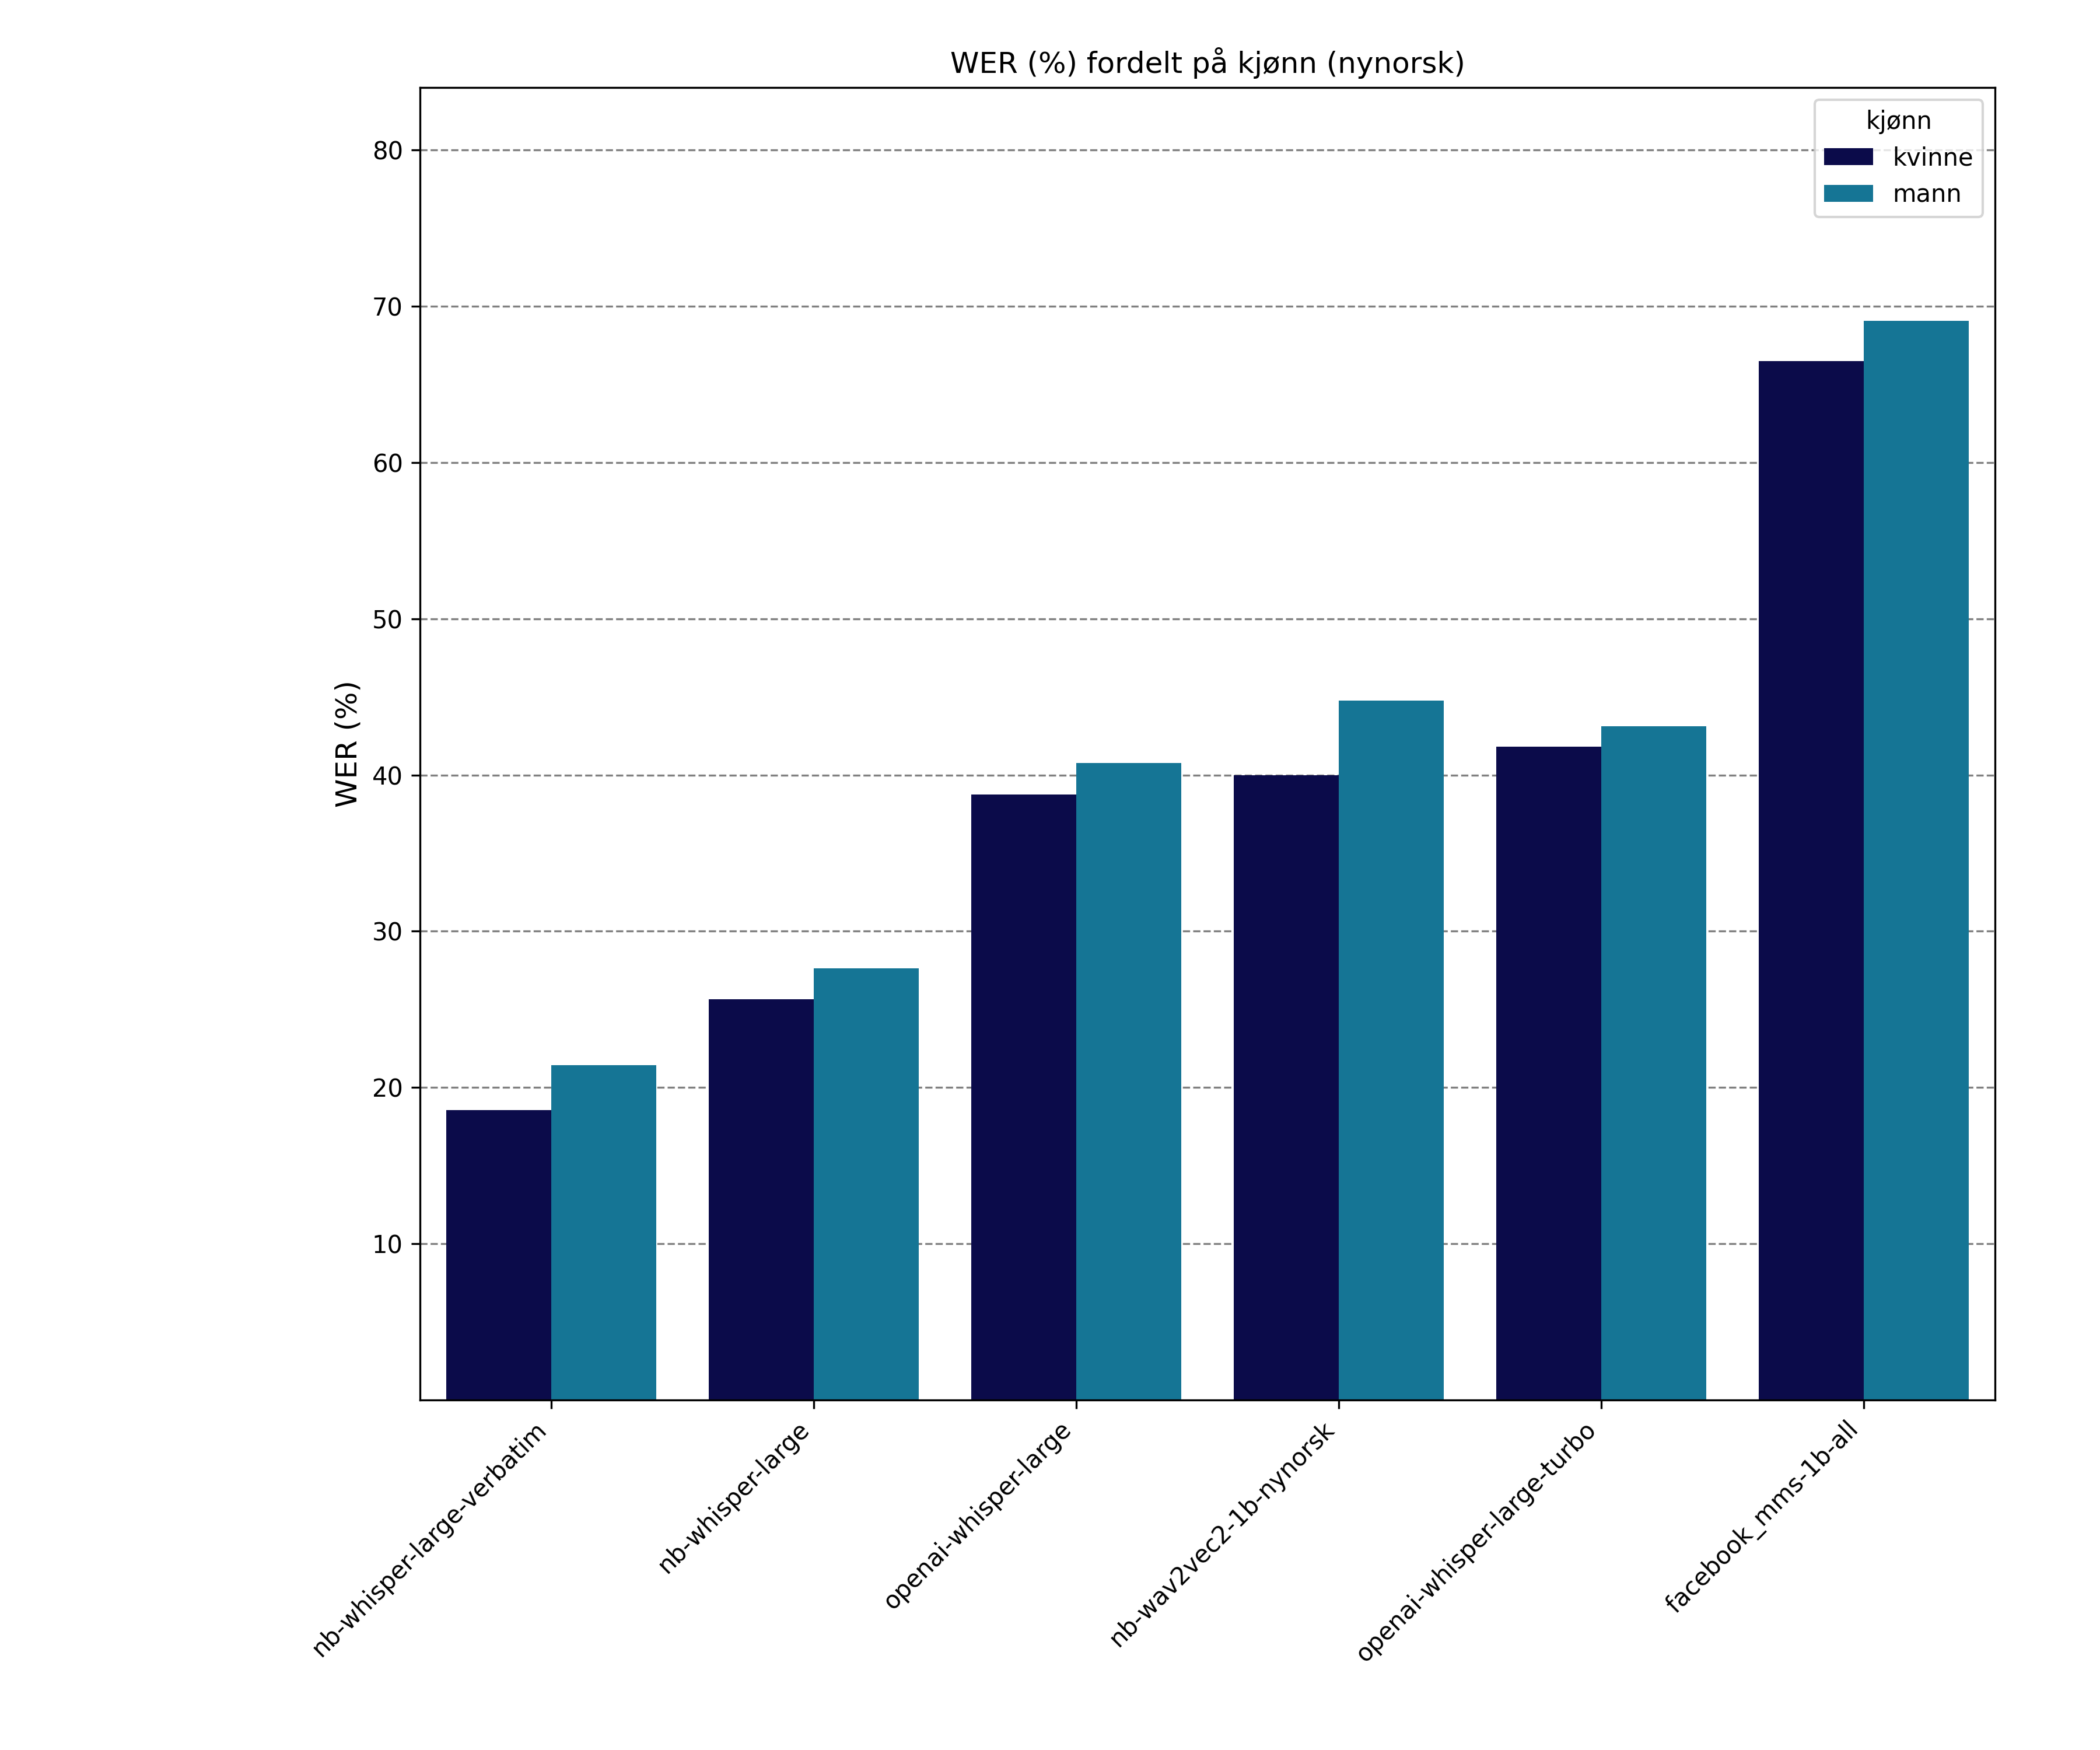 WER (%) fordelt på kjønn (nynorsk)
kjønn
kvinne
mann
WER (%)
80
70
60
50
40
30
20
10
nb-whisper-large-verbatim
nb-whisper-large
openai-whisper-large
nb-wav2vec2-1b-nynorsk
openai-whisper-large-turbo
facebook_mms-1b-all